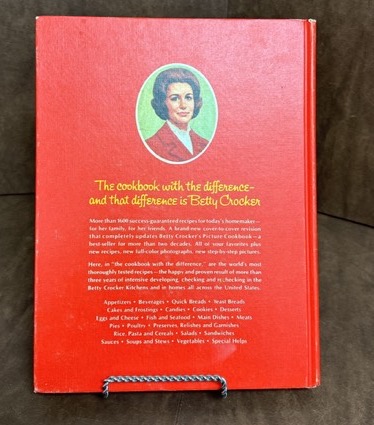 The cookbook with the difference–
and that difference is Betty Crocker
More than 1600 success-guaranteed recipes for today's homemaker—
for her family, for her friends. A brand-new cover-to-cover revision
that completely updates Betty Crocker's Picture Cookbook—a
best-seller for more than two decades. All of your favorites plus
new recipes, new full-color photographs, new step-by-step pictures.
Here, in "the cookbook with the difference," are the world's most
thoroughly tested recipes—the happy and proven result of more than
three years of intensive developing, checking and rechecking in the
Betty Crocker Kitchens and in homes all across the United States.
Appetizers • Beverages • Quick Breads • Yeast Breads
Cakes and Frostings • Candies • Cookies • Desserts
Eggs and Cheese • Fish and Seafood • Main Dishes • Meats
Pies • Poultry • Preserves, Relishes and Garnishes
Rice, Pasta and Cereals • Salads • Sandwiches
Sauces • Soups and Stews • Vegetables • Special Helps